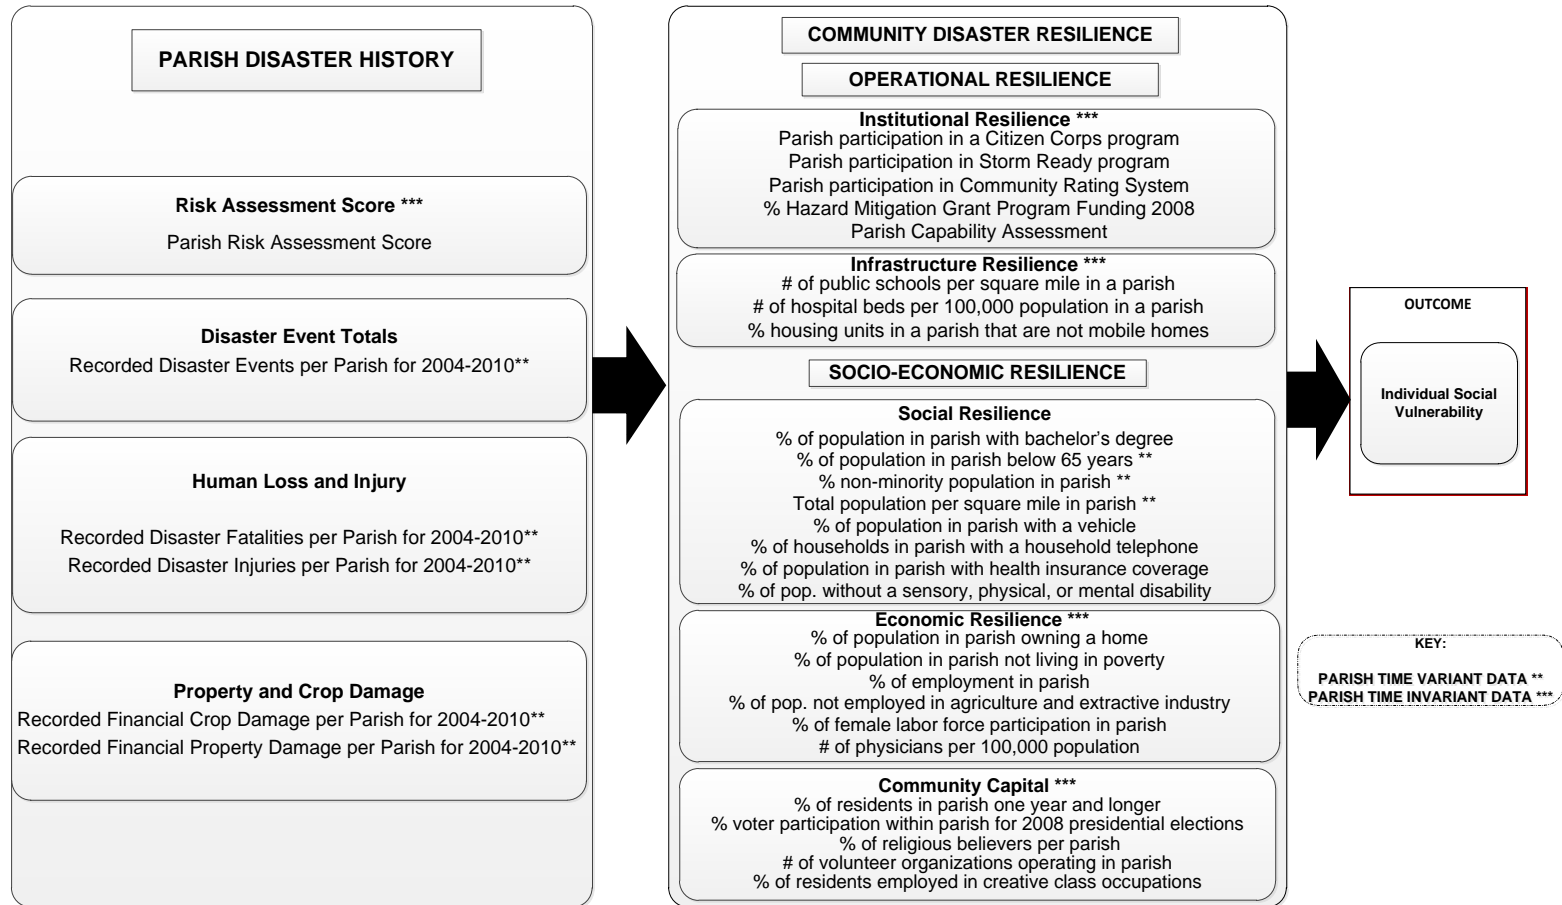 PARISH DISASTER HISTORY
Risk Assessment Score ***
Parish Risk Assessment Score
Disaster Event Totals
Recorded Disaster Events per Parish for 2004-2010**
Human Loss and Injury
Recorded Disaster Fatalities per Parish for 2004-2010**
Recorded Disaster Injuries per Parish for 2004-2010**
Property and Crop Damage
Recorded Financial Crop Damage per Parish for 2004-2010**
Recorded Financial Property Damage per Parish for 2004-2010**
COMMUNITY DISASTER RESILIENCE
OPERATIONAL RESILIENCE
Institutional Resilience ***
Parish participation in a Citizen Corps program
Parish participation in Storm Ready program
Parish participation in Community Rating System
% Hazard Mitigation Grant Program Funding 2008
Parish Capability Assessment
Infrastructure Resilience ***
# of public schools per square mile in a parish
# of hospital beds per 100,000 population in a parish
% housing units in a parish that are not mobile homes
SOCIO-ECONOMIC RESILIENCE
Social Resilience
% of population in parish with bachelor's degree
% of population in parish below 65 years **
% non-minority population in parish **
Total population per square mile in parish **
% of population in parish with a vehicle
% of households in parish with a household telephone
% of population in parish with health insurance coverage
% of pop. without a sensory, physical, or mental disability
Economic Resilience ***
% of population in parish owning a home
% of population in parish not living in poverty
% of employment in parish
% of pop. not employed in agriculture and extractive industry
% of female labor force participation in parish
# of physicians per 100,000 population
Community Capital ***
% of residents in parish one year and longer
% voter participation within parish for 2008 presidential elections
% of religious believers per parish
# of volunteer organizations operating in parish
% of residents employed in creative class occupations
OUTCOME
Individual Social
Vulnerability
KEY:
PARISH TIME VARIANT DATA **
PARISH TIME INVARIANT DATA ***